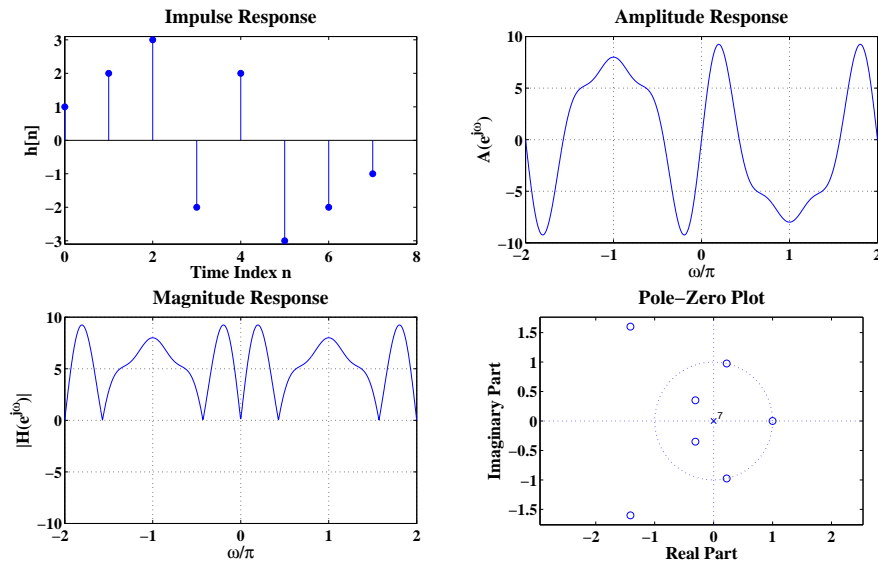 Impulse Response
3
2
1
0
−1
−2
−3
0 2 4 6 8
h[n]
Time Index n
Amplitude Response
10
5
0
−5
−10
−2 −1 0 1 2
A(e^{jω})
ω/π
Magnitude Response
10
5
0
−5
−10
−2 −1 0 1 2
|H(e^{jω})|
ω/π
Pole−Zero Plot
1.5
1
0.5
0
−0.5
−1
−1.5
7
−2 −1 0 1 2
Imaginary Part
Real Part